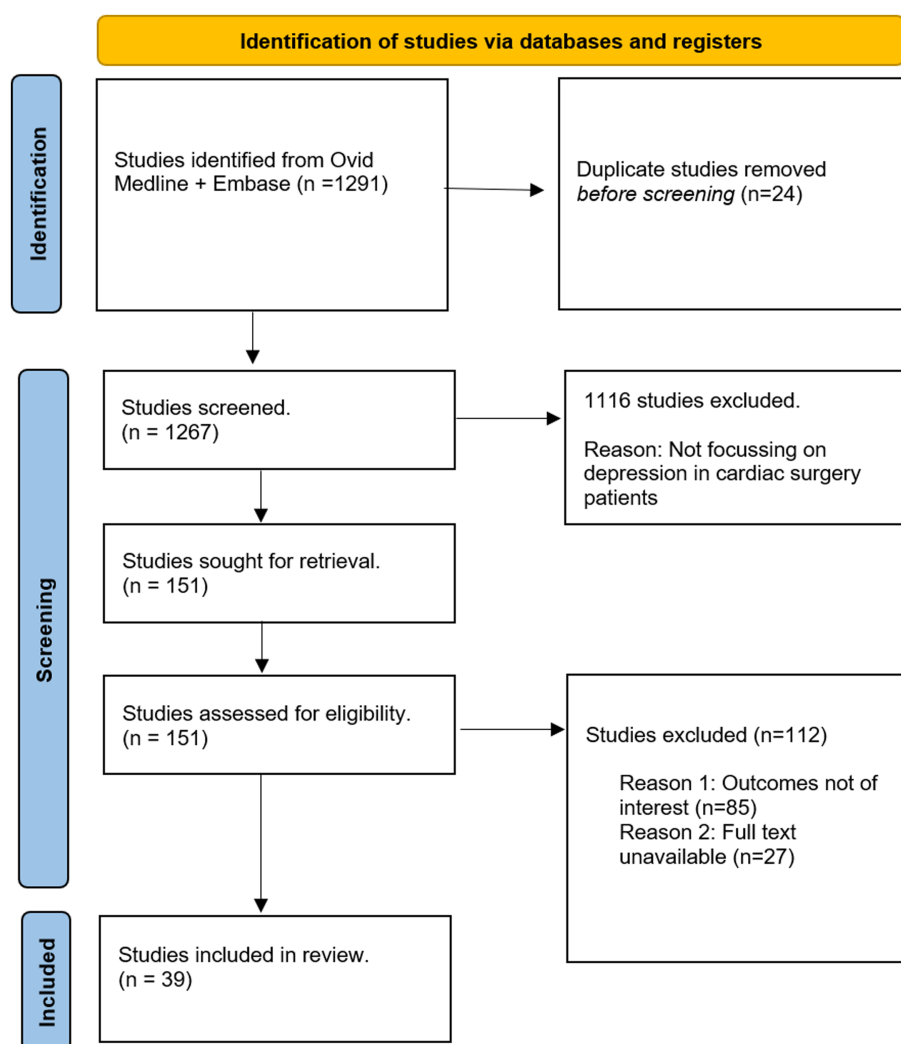 Identification of studies via databases and registers
Identification
Studies identified from Ovid
Medline + Embase (n =1291)
Duplicate studies removed
before screening (n=24)
Screening
Studies screened.
(n = 1267)
1116 studies excluded.
Reason: Not focussing on
depression in cardiac surgery
patients
Studies sought for retrieval.
(n = 151)
Studies assessed for eligibility.
(n = 151)
Studies excluded (n=112)
Reason 1: Outcomes not of
interest (n=85)
Reason 2: Full text
unavailable (n=27)
Included
Studies included in review.
(n = 39)